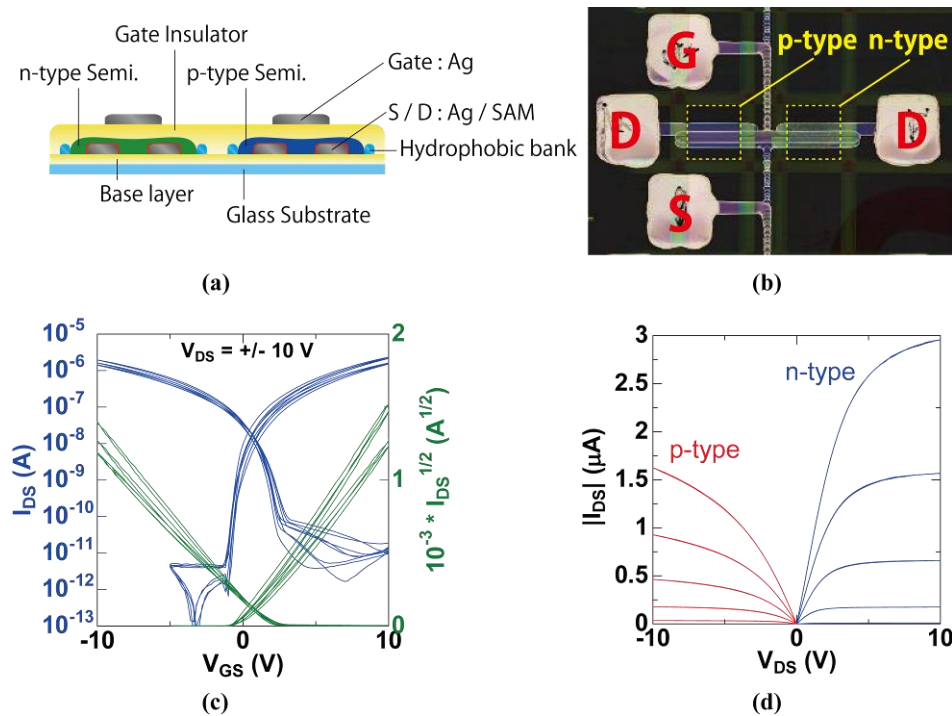 (a)
Gate Insulator
n-type Semi.
p-type Semi.
Gate : Ag
S / D : Ag / SAM
Hydrophobic bank
Base layer
Glass Substrate
(b)
G
p-type n-type
D
D
S
(a)
(b)
10^-5
10^-6
10^-7
10^-8
10^-9
10^-10
10^-11
10^-12
10^-13
I_DS (A)
V_DS = +/- 10 V
2
1
0
10^-3 * I_DS^1/2 (A^1/2)
-10
0
10
V_GS (V)
(c)
3
2.5
2
1.5
1
0.5
0
|I_DS| (µA)
n-type
p-type
-10
0
10
V_DS (V)
(d)